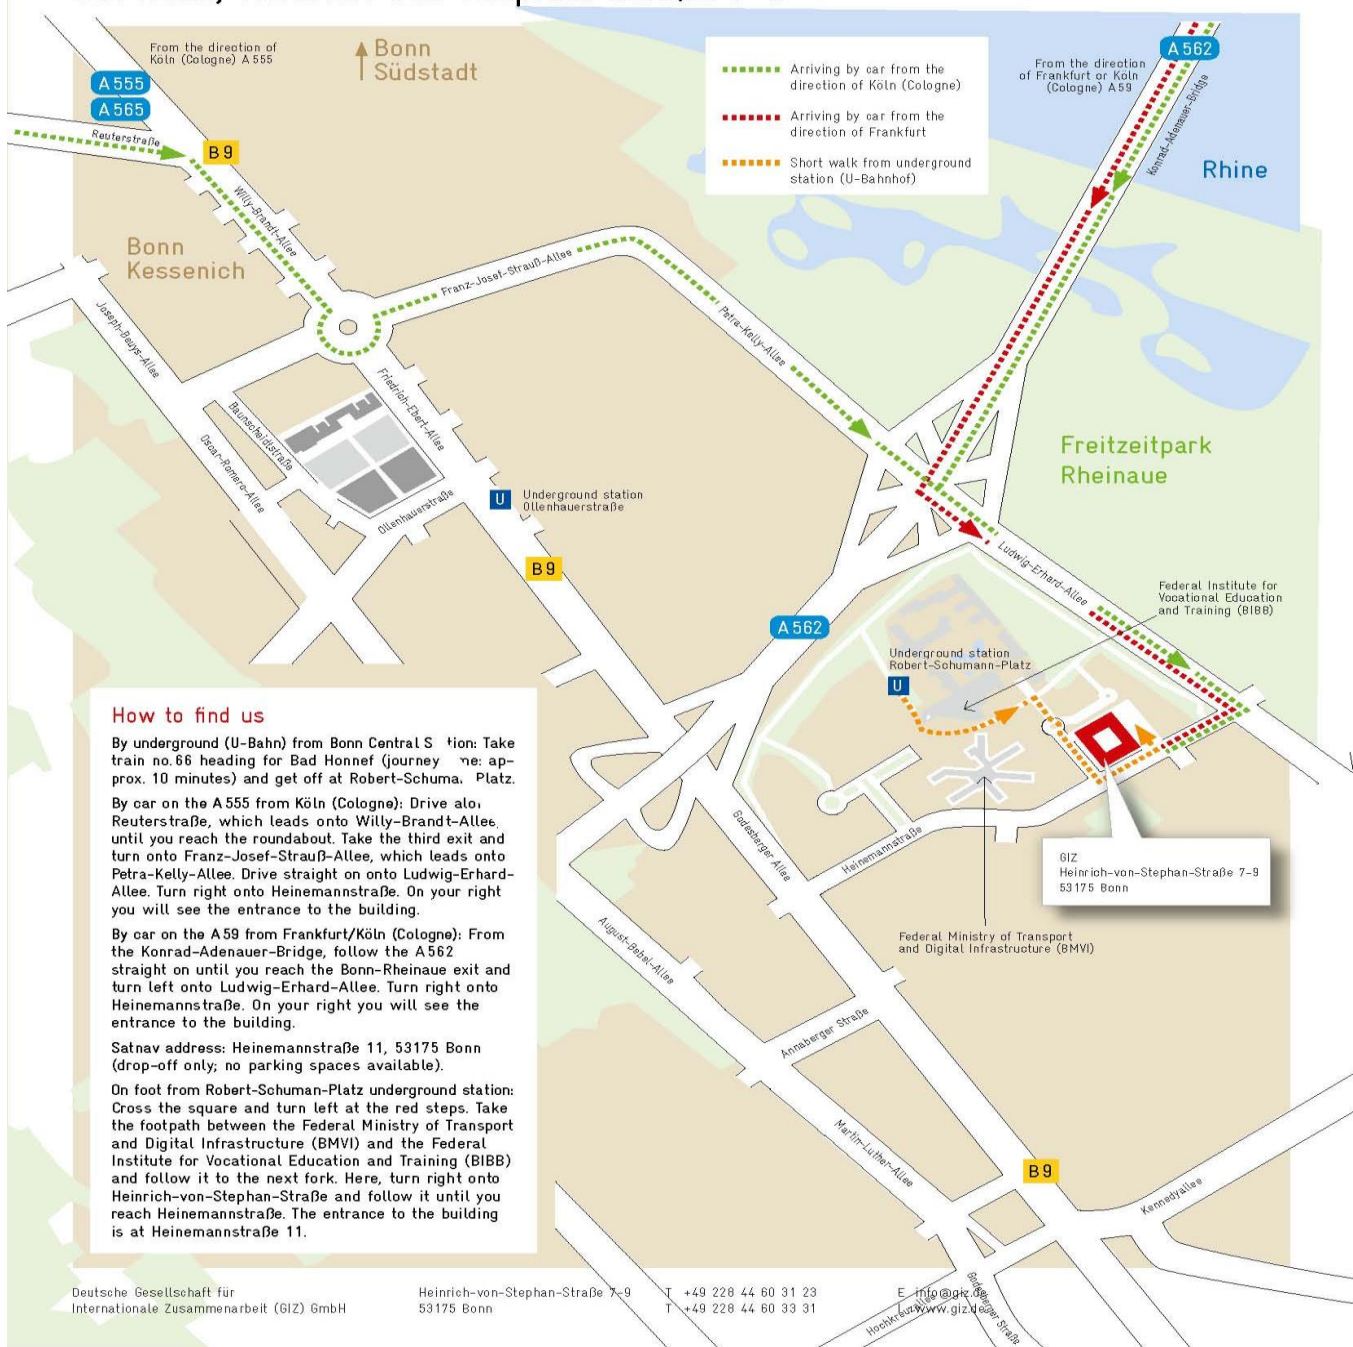 From the direction of
Köln (Cologne) A 555
Bonn
Südstadt
A 555
A 565
Reuterstraße
B 9
Willy-Brandt-Allee
Bonn
Kessenich
Arriving by car from the
direction of Köln (Cologne)
Arriving by car from the
direction of Frankfurt
Short walk from underground
station (U-Bahnhof)
A 562
From the direction
of Frankfurt or Köln
(Cologne) A59
Konrad-Adenauer-Bridge
Rhine
Franz-Josef-Strauß-Allee
Petra-Kelly-Allee
Joseph-Beuys-Allee
Friedrich-Ebert-Allee
Baunscheidtstraße
Oscar-Romero-Allee
Ollenhauerstraße
U
Underground station
Ollenhauerstraße
Freitzeitpark
Rheinaue
B 9
Ludwig-Erhard-Allee
A 562
Federal Institute for
Vocational Education
and Training (BIBB)
Underground station
Robert-Schumann-Platz
U
How to find us
By underground (U-Bahn) from Bonn Central S tion: Take
train no. 66 heading for Bad Honnef (journey me: ap-
prox. 10 minutes) and get off at Robert-Schuma. Platz.
By car on the A 555 from Köln (Cologne): Drive alo
Reuterstraße, which leads onto Willy-Brandt-Allee,
until you reach the roundabout. Take the third exit and
turn onto Franz-Josef-Strauß-Allee, which leads onto
Petra-Kelly-Allee. Drive straight on onto Ludwig-Erhard-
Allee. Turn right onto Heinemannstraße. On your right
you will see the entrance to the building.
By car on the A 59 from Frankfurt/Köln (Cologne): From
the Konrad-Adenauer-Bridge, follow the A 562
straight on until you reach the Bonn-Rheinaue exit and
turn left onto Ludwig-Erhard-Allee. Turn right onto
Heinemannstraße. On your right you will see the
entrance to the building.
Satnav address: Heinemannstraße 11, 53175 Bonn
(drop-off only; no parking spaces available).
On foot from Robert-Schuman-Platz underground station:
Cross the square and turn left at the red steps. Take
the footpath between the Federal Ministry of Transport
and Digital Infrastructure (BMVI) and the Federal
Institute for Vocational Education and Training (BIBB)
and follow it to the next fork. Here, turn right onto
Heinrich-von-Stephan-Straße and follow it until you
reach Heinemannstraße. The entrance to the building
is at Heinemannstraße 11.
Godesberger Allee
Heinemannstraße
GIZ
Heinrich-von-Stephan-Straße 7-9
53175 Bonn
Federal Ministry of Transport
and Digital Infrastructure (BMVI)
August-Bebel-Allee
Annaberger Straße
Martin-Luther-Allee
B 9
Kennedyallee
Godesberger Straße
Hochkreuzallee
Deutsche Gesellschaft für
Internationale Zusammenarbeit (GIZ) GmbH
Heinrich-von-Stephan-Straße 7-9
53175 Bonn
T +49 228 44 60 31 23
T +49 228 44 60 33 31
E info@giz.de
www.giz.de